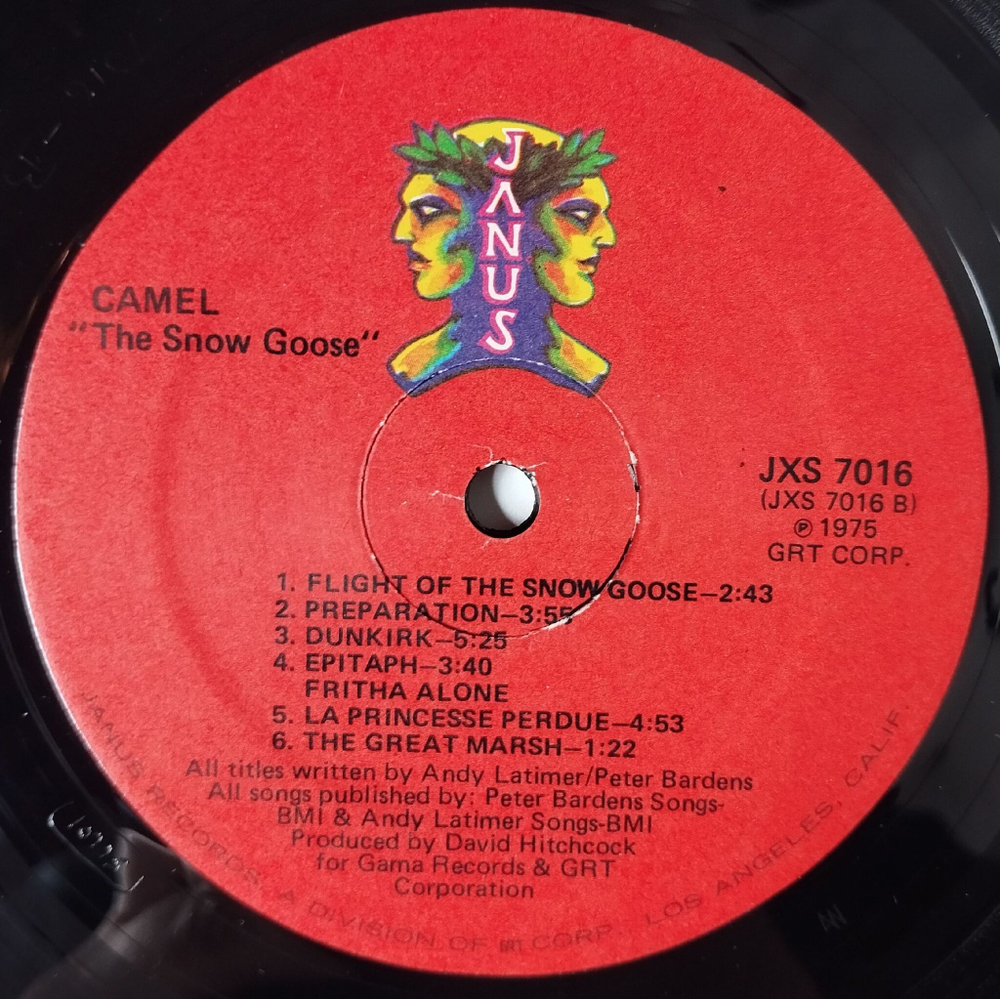 JANUS
CAMEL
"The Snow Goose"
JXS 7016
(JXS 7016 B)
℗ 1975
GRT CORP.
1. FLIGHT OF THE SNOW GOOSE—2:43
2. PREPARATION—3:55
3. DUNKIRK—5:25
4. EPITAPH—3:40
FRITHA ALONE
5. LA PRINCESSE PERDUE—4:53
6. THE GREAT MARSH—1:22
All titles written by Andy Latimer/Peter Bardens
All songs published by: Peter Bardens Songs-
BMI & Andy Latimer Songs-BMI
Produced by David Hitchcock
for Gama Records & GRT
Corporation
JANUS RECORDS, A DIVISION OF GRT CORP. LOS ANGELES, CALIF.